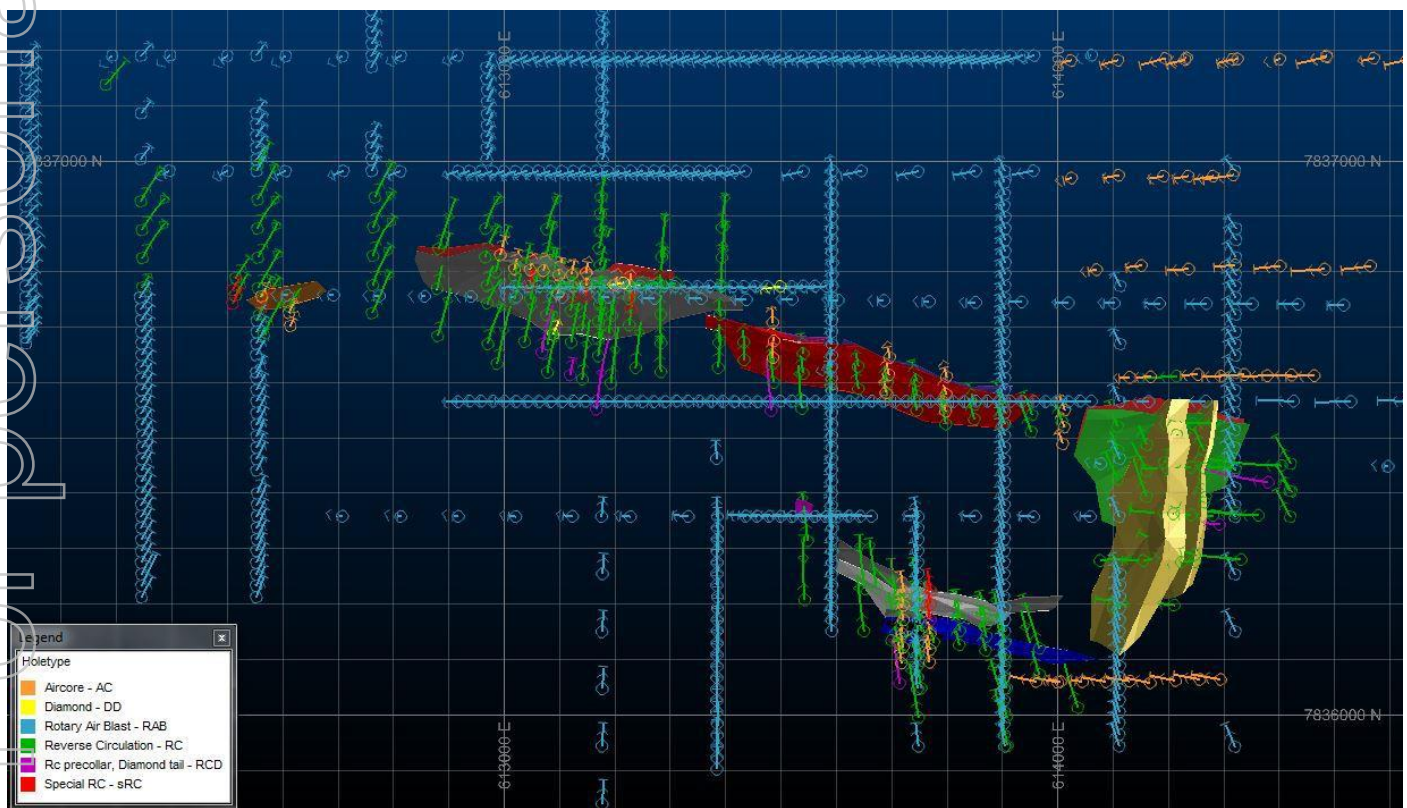 613000 E
614000 E
7837000 N
837000 N
7836000 N
613000 E
614000 E
Legend
Holetype
Aircore - AC
Diamond - DD
Rotary Air Blast - RAB
Reverse Circulation - RC
Rc precollar, Diamond tail - RCD
Special RC - sRC